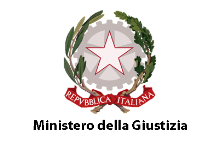 REPVBBLICA ITALIANA
Ministero della Giustizia